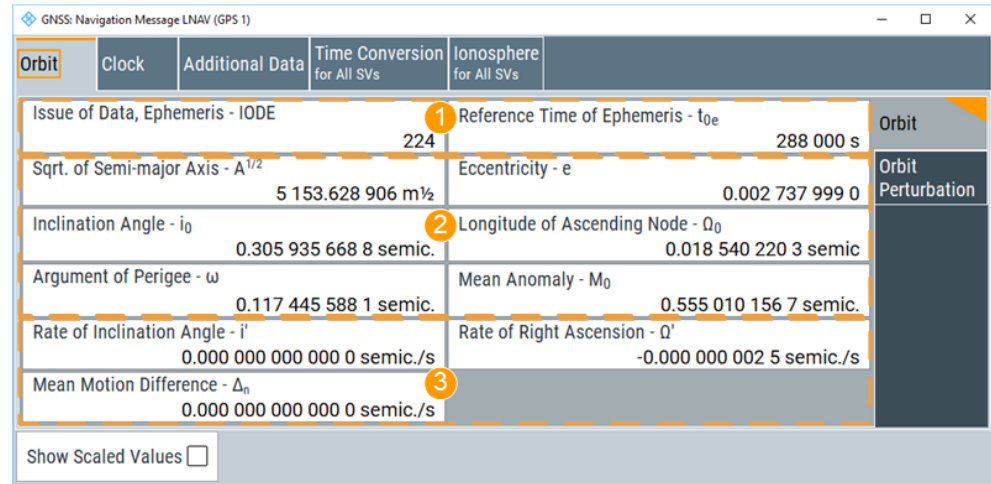 GNSS: Navigation Message LNAV (GPS 1)
Orbit
Clock
Additional Data
Time Conversion
for All SVs
Ionosphere
for All SVs
Issue of Data, Ephemeris - IODE
224
1
Reference Time of Ephemeris - t₀ₑ
288 000 s
Sqrt. of Semi-major Axis - A¹ᐟ²
5 153.628 906 m½
Eccentricity - e
0.002 737 999 0
Inclination Angle - i₀
0.305 935 668 8 semic.
2
Longitude of Ascending Node - Ω₀
0.018 540 220 3 semic
Argument of Perigee - ω
0.117 445 588 1 semic.
Mean Anomaly - M₀
0.555 010 156 7 semic.
Rate of Inclination Angle - i'
0.000 000 000 000 0 semic./s
Rate of Right Ascension - Ω'
-0.000 000 002 5 semic./s
Mean Motion Difference - Δₙ
0.000 000 000 000 0 semic./s
3
Orbit
Orbit
Perturbation
Show Scaled Values